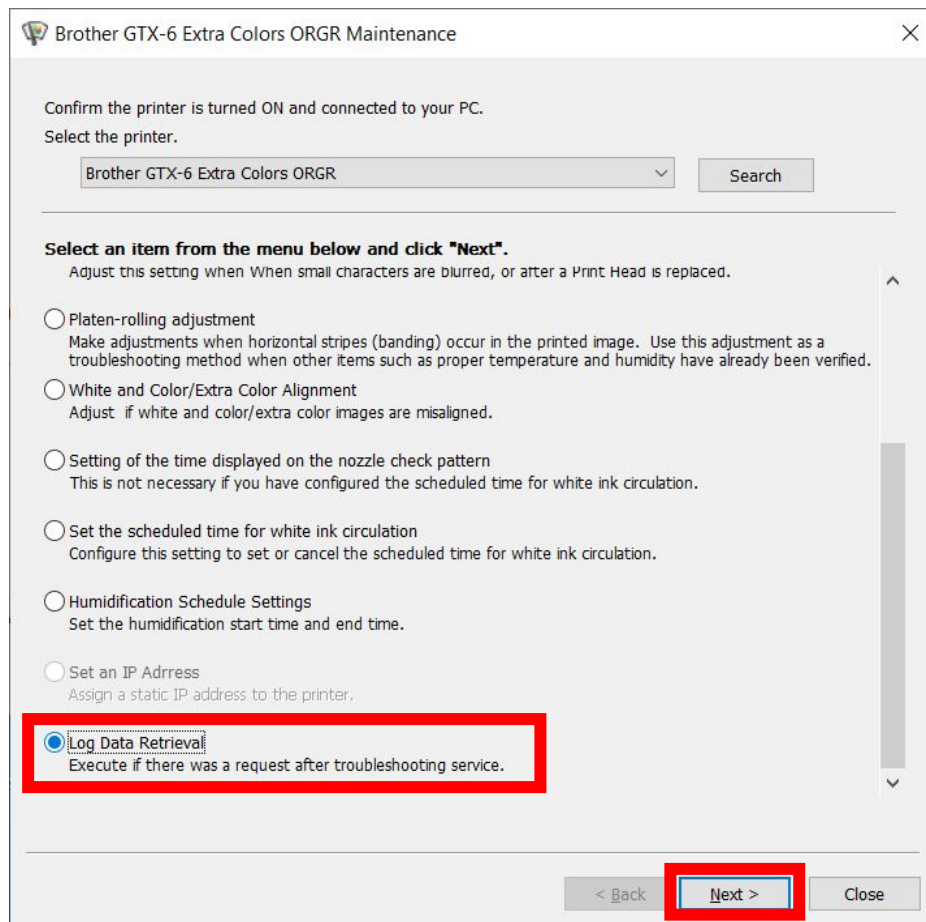 Brother GTX-6 Extra Colors ORGR Maintenance
Confirm the printer is turned ON and connected to your PC.
Select the printer.
Brother GTX-6 Extra Colors ORGR
Search
Select an item from the menu below and click "Next".
Adjust this setting when When small characters are blurred, or after a Print Head is replaced.
Platen-rolling adjustment
Make adjustments when horizontal stripes (banding) occur in the printed image. Use this adjustment as a
troubleshooting method when other items such as proper temperature and humidity have already been verified.
White and Color/Extra Color Alignment
Adjust if white and color/extra color images are misaligned.
Setting of the time displayed on the nozzle check pattern
This is not necessary if you have configured the scheduled time for white ink circulation.
Set the scheduled time for white ink circulation
Configure this setting to set or cancel the scheduled time for white ink circulation.
Humidification Schedule Settings
Set the humidification start time and end time.
Set an IP Adrress
Assign a static IP address to the printer.
Log Data Retrieval
Execute if there was a request after troubleshooting service.
< Back
Next >
Close